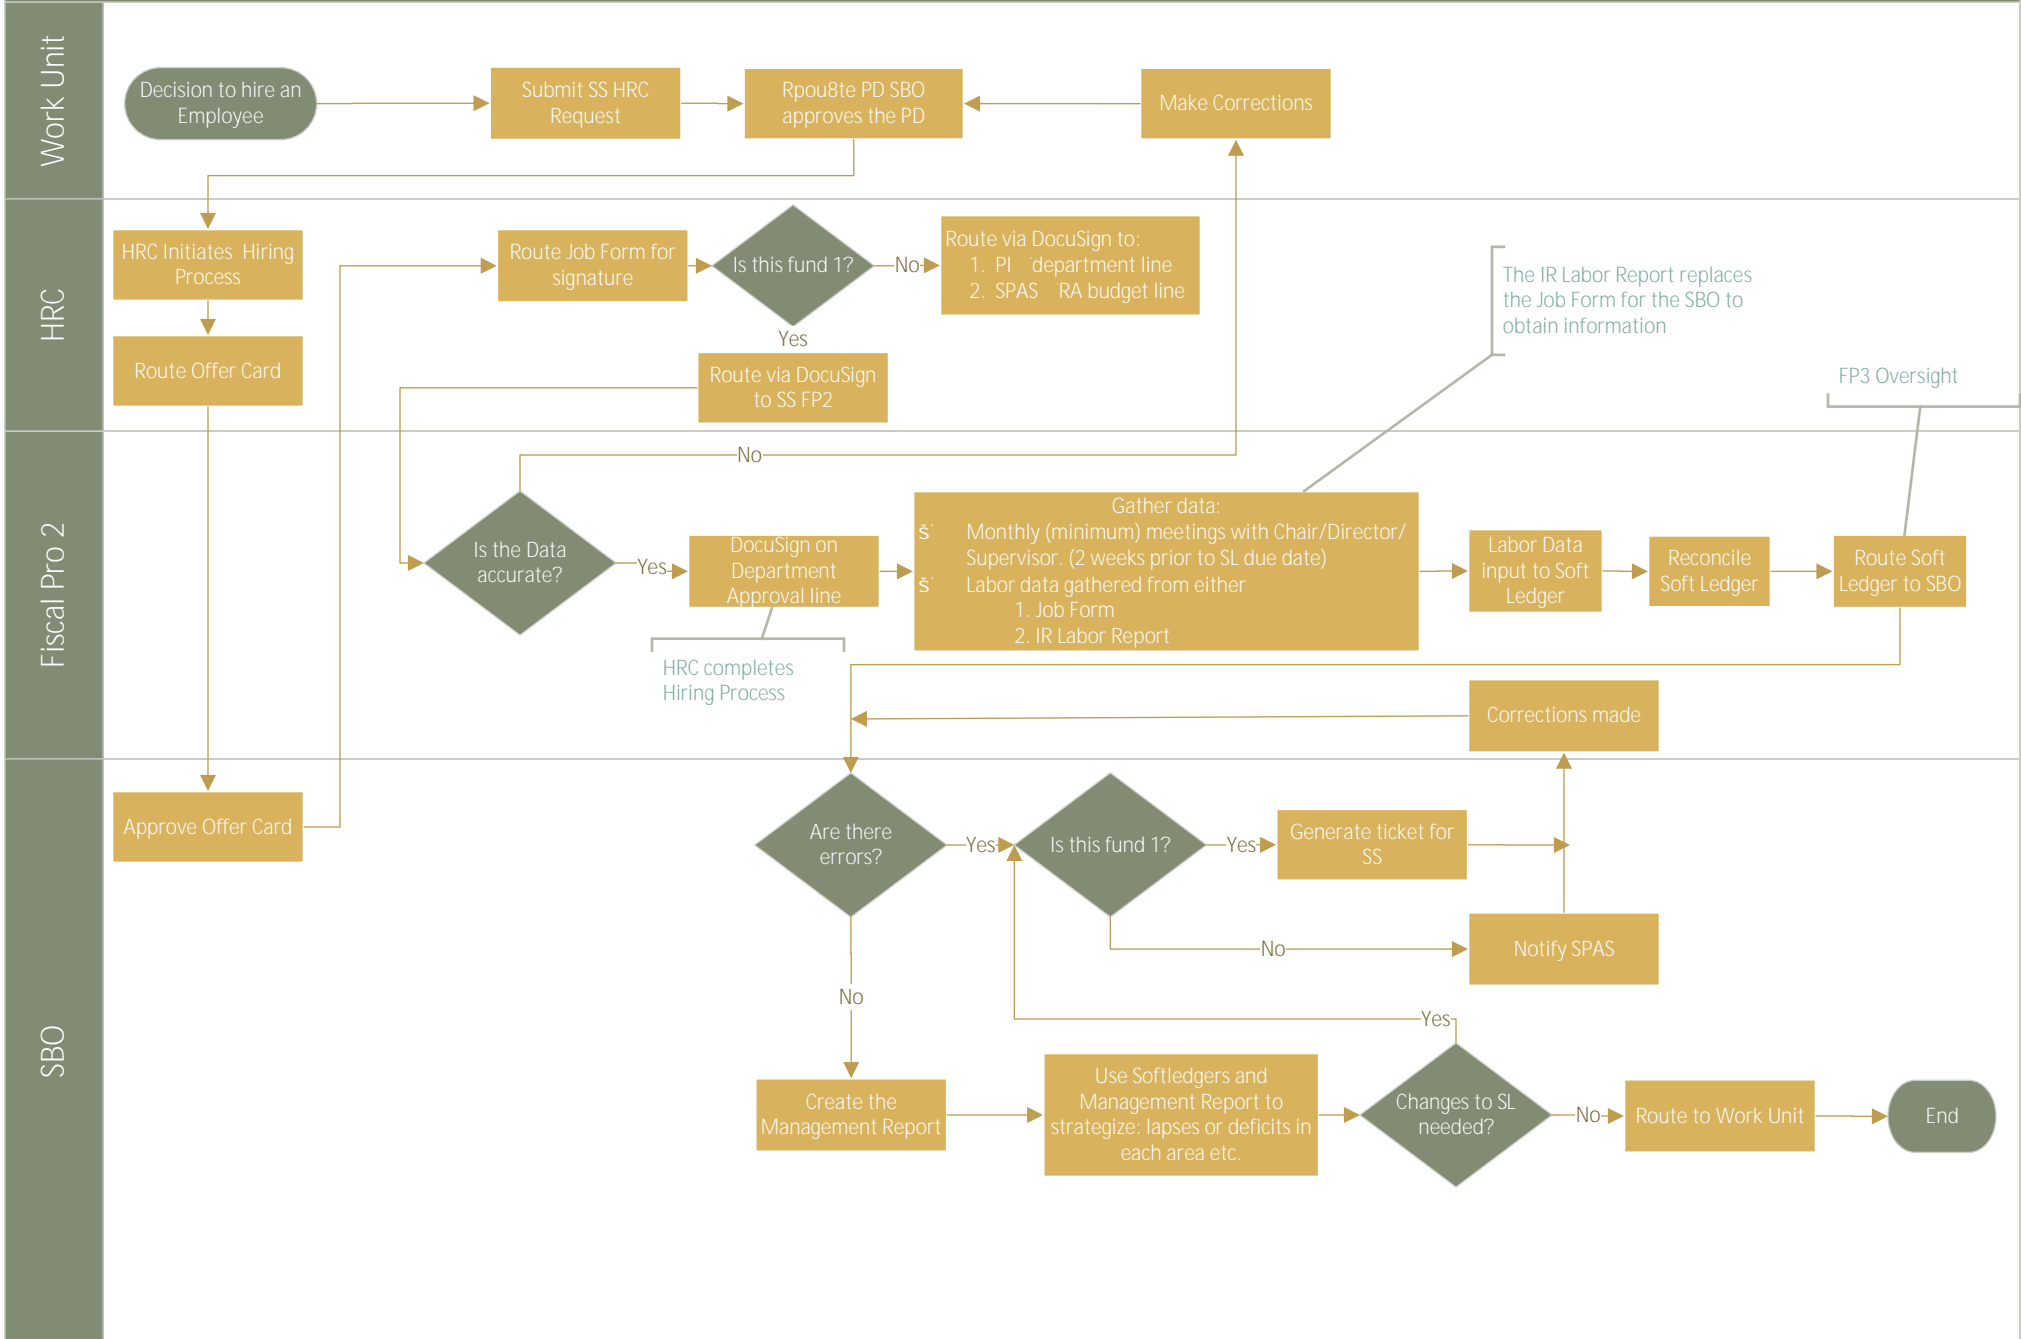 Work Unit
Decision to hire an
Employee
Submit SS HRC
Request
Rpou8te PD SBO
approves the PD
Make Corrections
HRC
HRC Initiates  Hiring
Process
Route Offer Card
Route Job Form for
signature
Is this fund 1?
No
Yes
Route via DocuSign to:
1. PI department line
2. SPAS RA budget line
Route via DocuSign
to SS FP2
The IR Labor Report replaces
the Job Form for the SBO to
obtain information
FP3 Oversight
Fiscal Pro 2
No
Is the Data
accurate?
Yes
DocuSign on
Department
Approval line
HRC completes
Hiring Process
Gather data:
Š˙ Monthly (minimum) meetings with Chair/Director/
Supervisor. (2 weeks prior to SL due date)
Š˙ Labor data gathered from either
1. Job Form
2. IR Labor Report
Labor Data
input to Soft
Ledger
Reconcile
Soft Ledger
Route Soft
Ledger to SBO
Corrections made
SBO
Approve Offer Card
Are there
errors?
Yes
Is this fund 1?
Yes
Generate ticket for
SS
No
Notify SPAS
No
Yes
Create the
Management Report
Use Softledgers and
Management Report to
strategize: lapses or deficits in
each area etc.
Changes to SL
needed?
No
Route to Work Unit
End